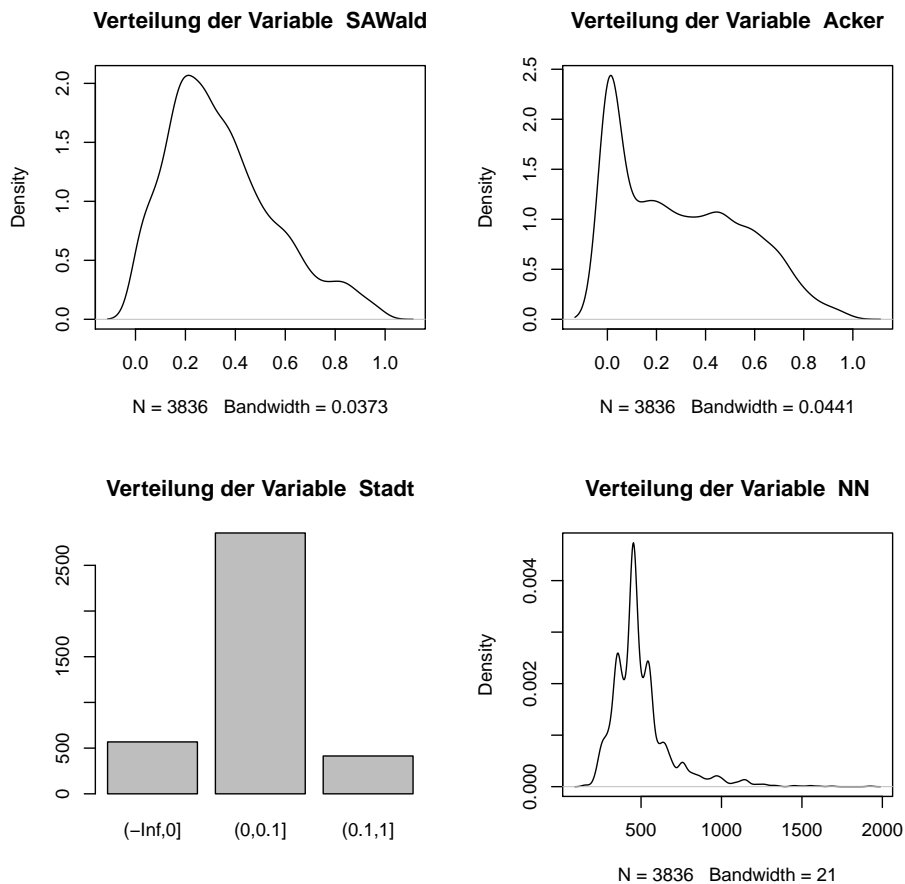 Verteilung der Variable SAWald
Density
0.0 0.5 1.0 1.5 2.0
0.0 0.2 0.4 0.6 0.8 1.0
N = 3836 Bandwidth = 0.0373
Verteilung der Variable Acker
Density
0.0 0.5 1.0 1.5 2.0 2.5
0.0 0.2 0.4 0.6 0.8 1.0
N = 3836 Bandwidth = 0.0441
Verteilung der Variable Stadt
0 500 1500 2500
(−Inf,0] (0,0.1] (0.1,1]
Verteilung der Variable NN
Density
0.000 0.002 0.004
500 1000 1500 2000
N = 3836 Bandwidth = 21